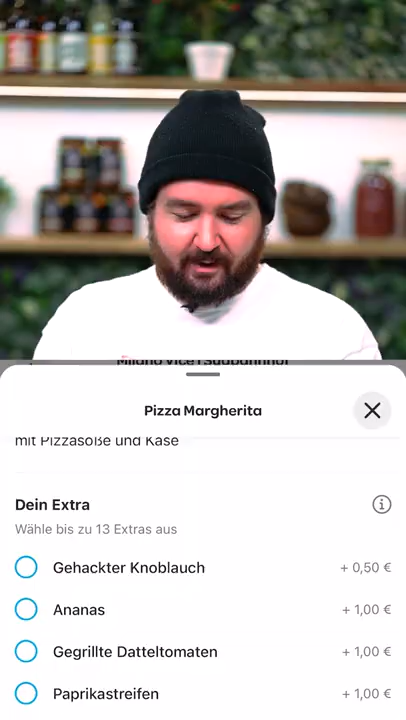 Pizza Margherita
mit Pizzasoße und Käse
Dein Extra
Wähle bis zu 13 Extras aus
Gehackter Knoblauch + 0,50 €
Ananas + 1,00 €
Gegrillte Datteltomaten + 1,00 €
Paprikastreifen + 1,00 €